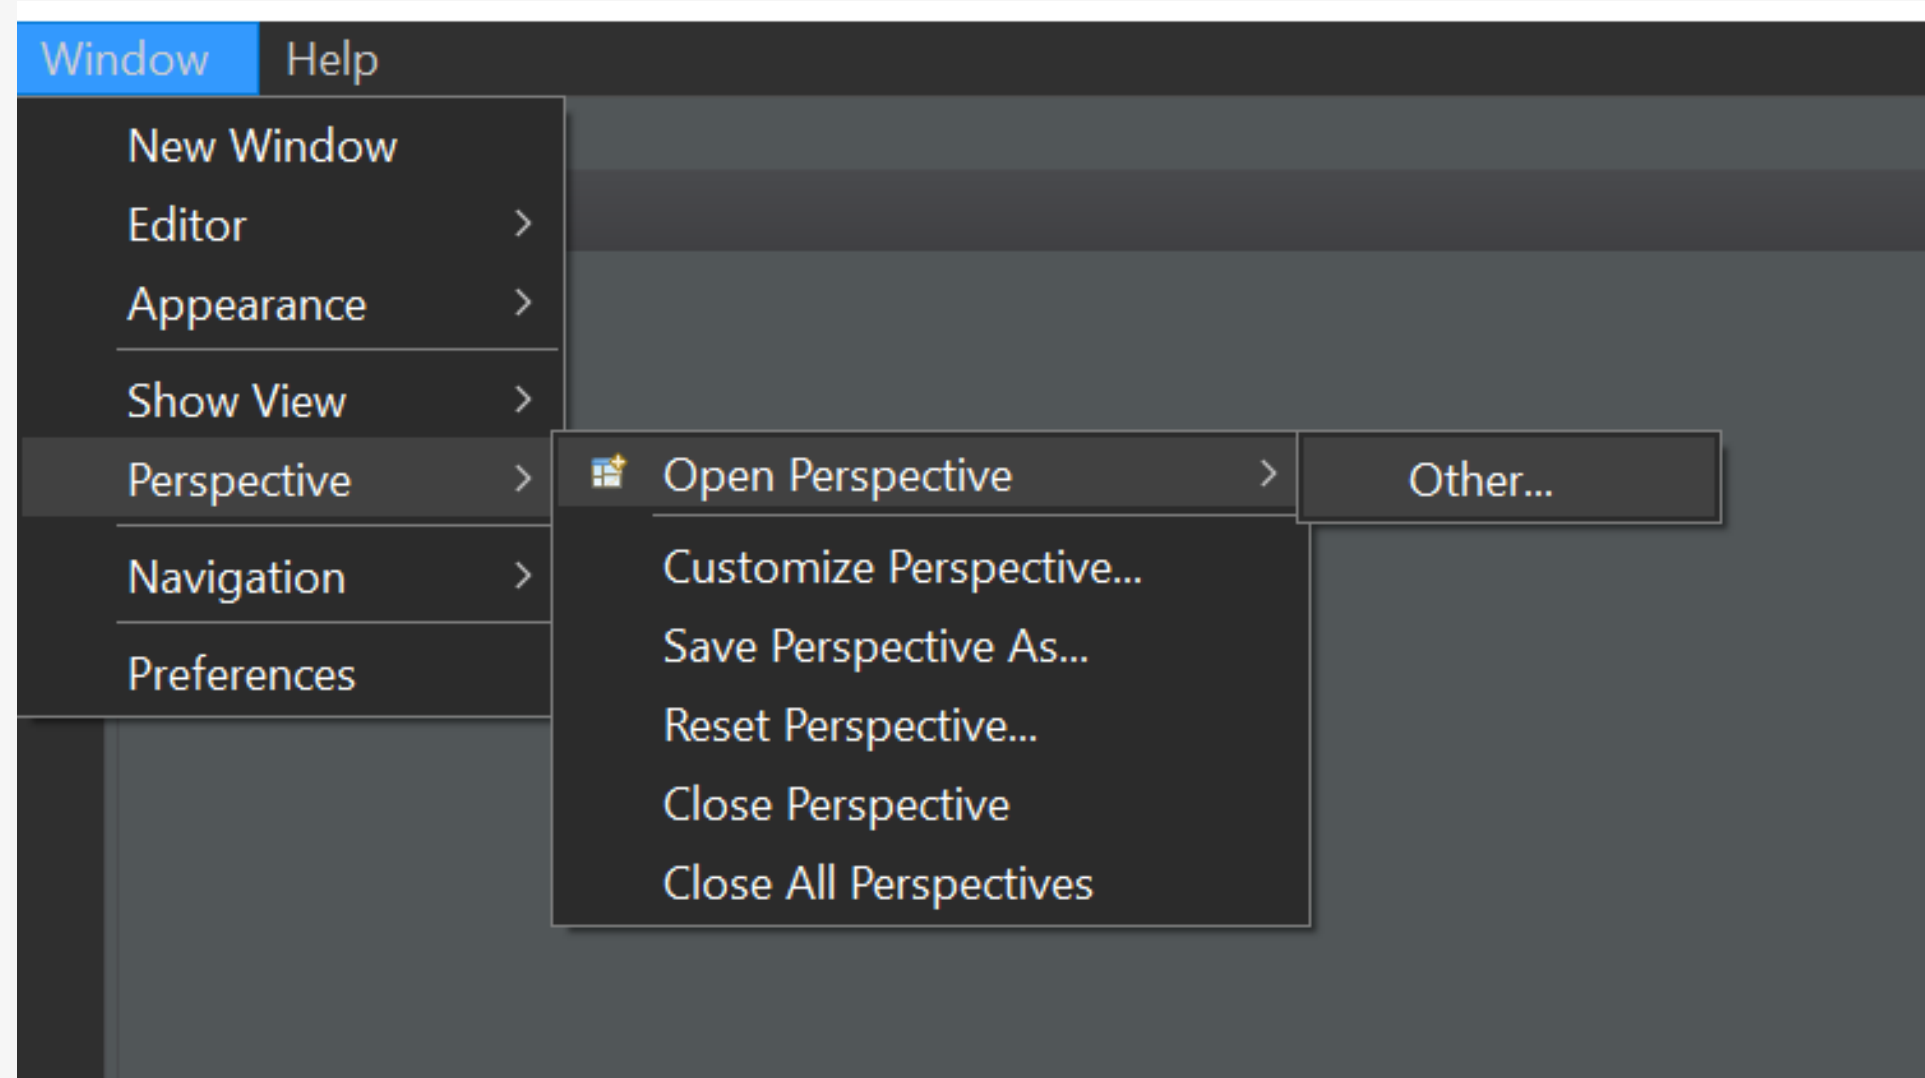 Window Help
New Window
Editor
Appearance
Show View
Perspective
Navigation
Preferences
Open Perspective
Customize Perspective...
Save Perspective As...
Reset Perspective...
Close Perspective
Close All Perspectives
Other...